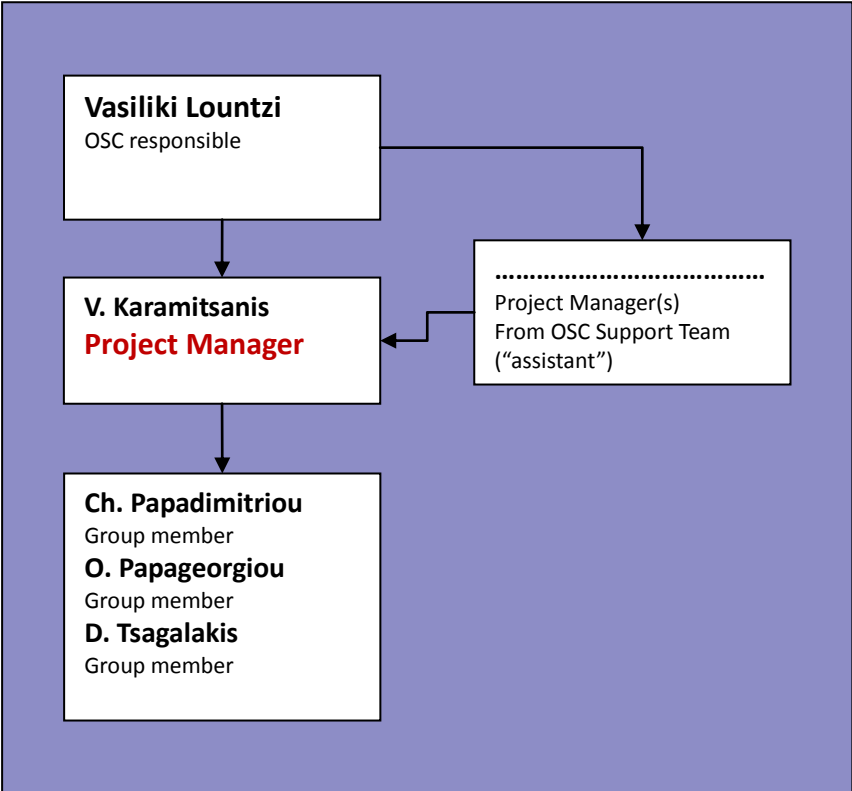 Vasiliki Lountzi
OSC responsible
V. Karamitsanis
Project Manager
…………………………………
Project Manager(s)
From OSC Support Team
(“assistant”)
Ch. Papadimitriou
Group member
O. Papageorgiou
Group member
D. Tsagalakis
Group member